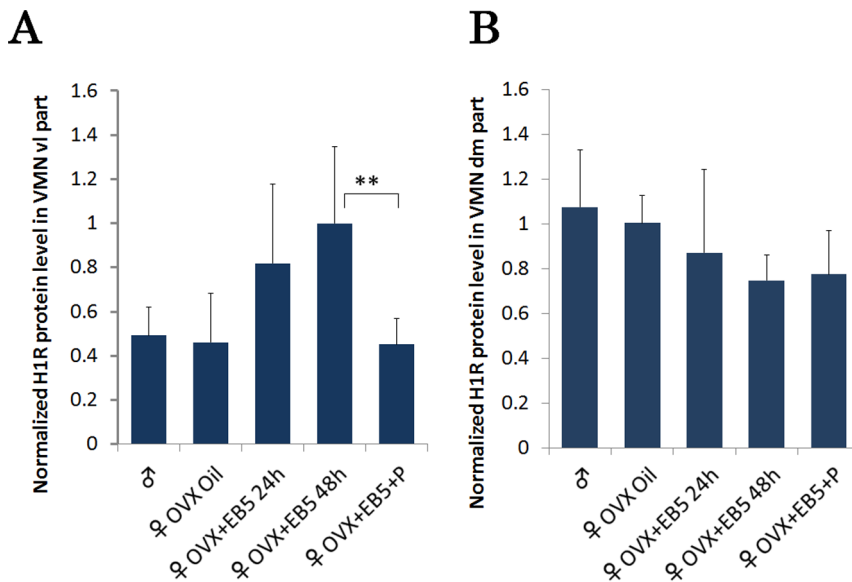 A
Normalized H1R protein level in VMN vl part
1.6
1.4
1.2
1
0.8
0.6
0.4
0.2
0
**
♂
♀ OVX Oil
♀ OVX+EB5 24h
♀ OVX+EB5 48h
♀ OVX+EB5+P
B
Normalized H1R protein level in VMN dm part
1.6
1.4
1.2
1
0.8
0.6
0.4
0.2
0
♂
♀ OVX Oil
♀ OVX+EB5 24h
♀ OVX+EB5 48h
♀ OVX+EB5+P